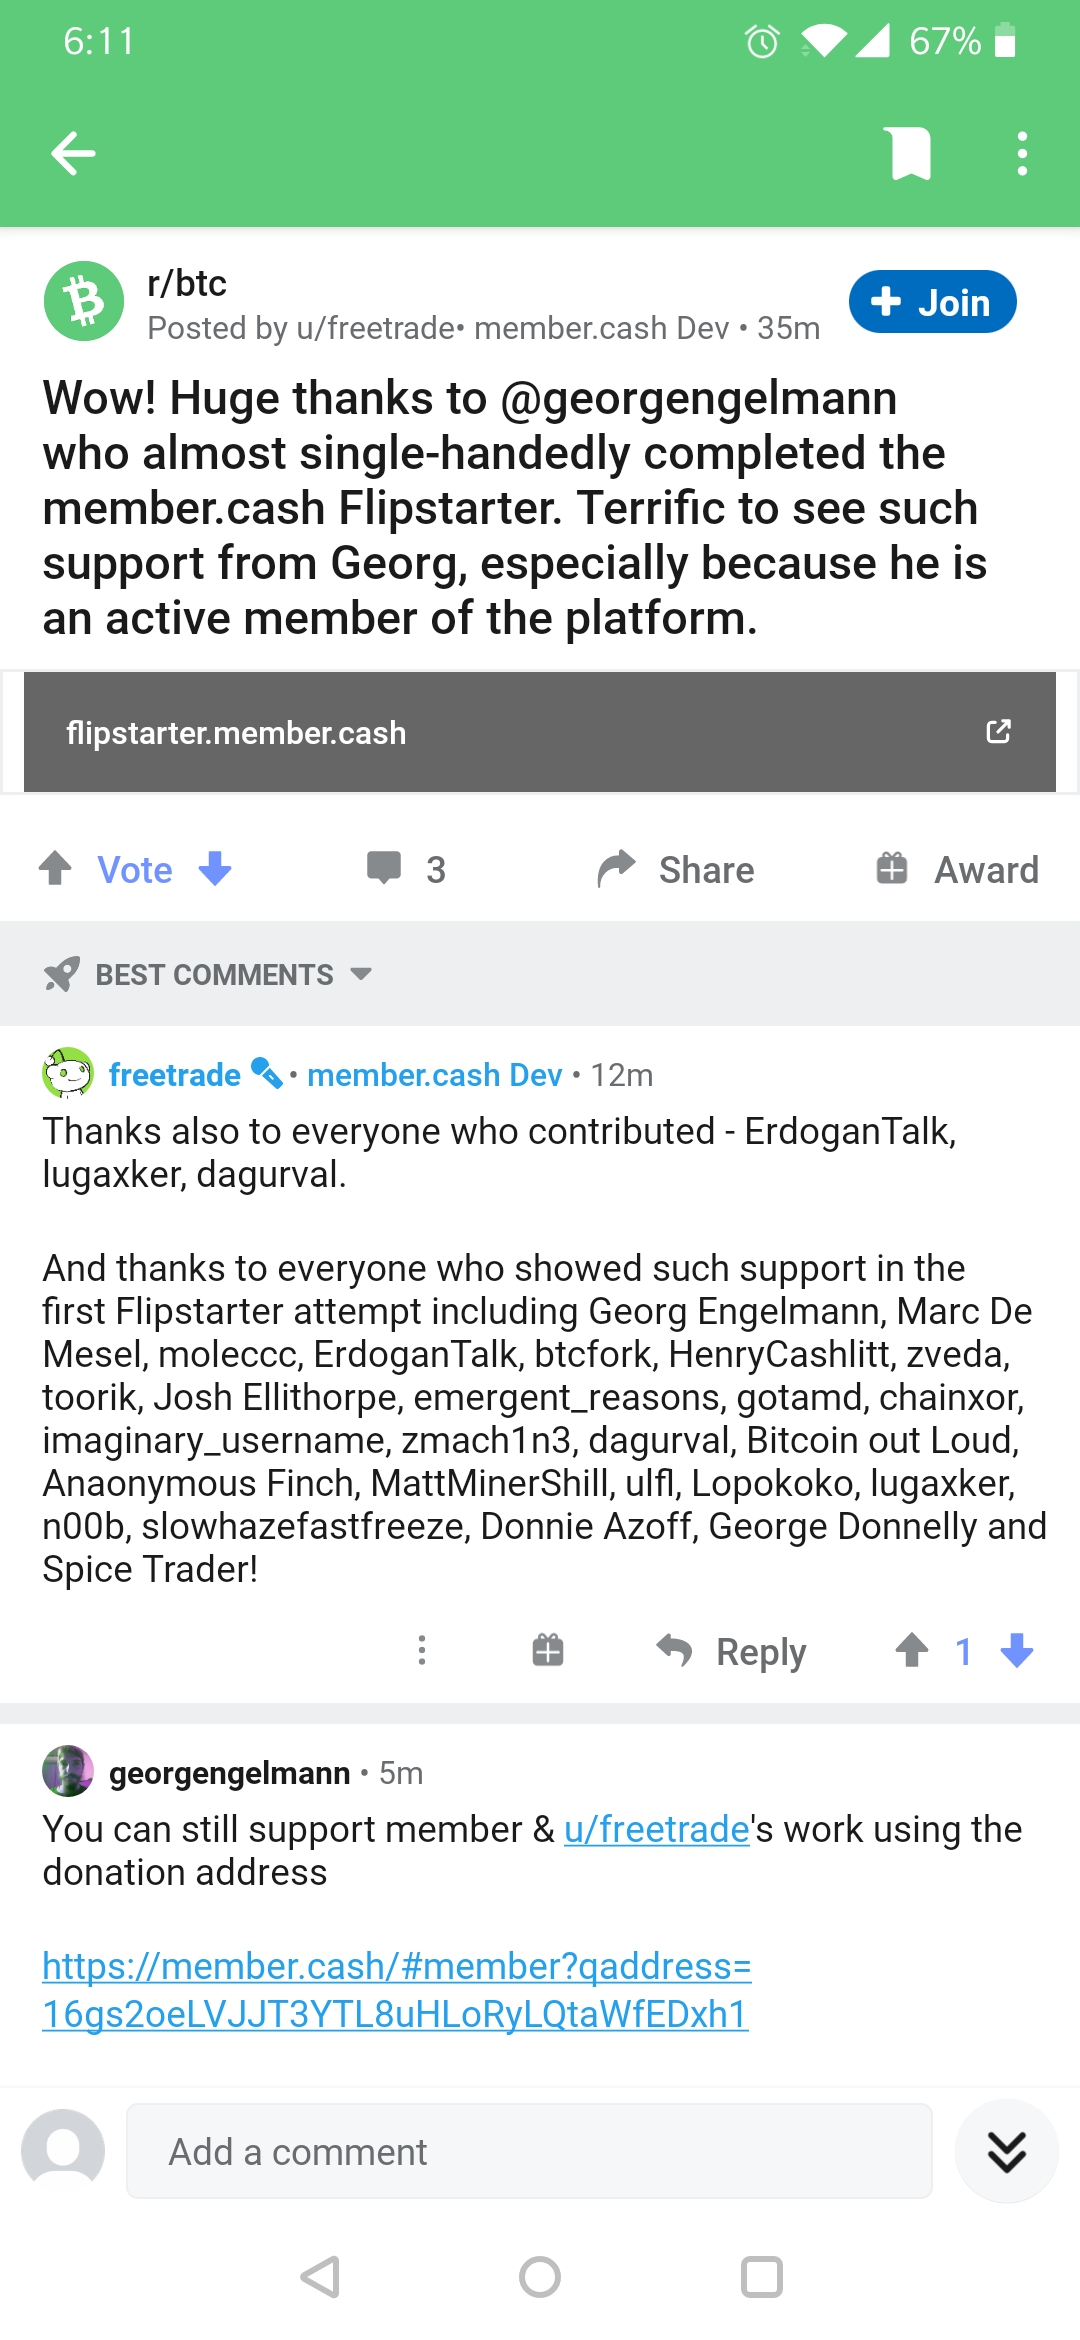 6:11
67%
r/btc
Posted by u/freetrade• member.cash Dev • 35m
Join
Wow! Huge thanks to @georgengelmann
who almost single-handedly completed the
member.cash Flipstarter. Terrific to see such
support from Georg, especially because he is
an active member of the platform.
flipstarter.member.cash
Vote
3
Share
Award
BEST COMMENTS
freetrade • member.cash Dev • 12m
Thanks also to everyone who contributed - ErdoganTalk,
lugaxker, dagurval.
And thanks to everyone who showed such support in the
first Flipstarter attempt including Georg Engelmann, Marc De
Mesel, moleccc, ErdoganTalk, btcfork, HenryCashlitt, zveda,
toorik, Josh Ellithorpe, emergent_reasons, gotamd, chainxor,
imaginary_username, zmach1n3, dagurval, Bitcoin out Loud,
Anaonymous Finch, MattMinerShill, ulfl, Lopokoko, lugaxker,
n00b, slowhazefastfreeze, Donnie Azoff, George Donnelly and
Spice Trader!
Reply
1
georgengelmann • 5m
You can still support member & u/freetrade's work using the
donation address
https://member.cash/#member?qaddress=
16gs2oeLVJJT3YTL8uHLoRyLQtaWfEDxh1
Add a comment